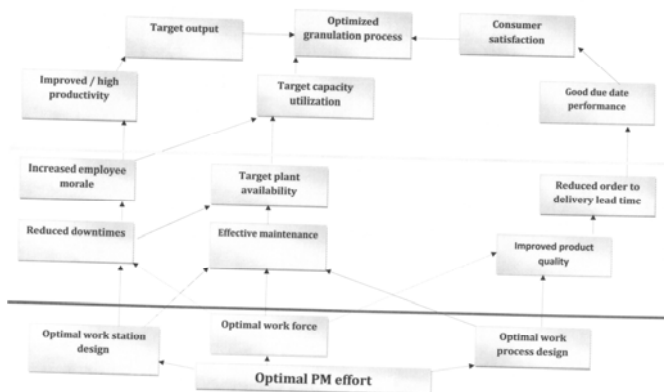 Target output
Optimized
granulation process
Consumer
satisfaction
Improved / high
productivity
Target capacity
utilization
Good due date
performance
Increased employee
morale
Target plant
availability
Reduced order to
delivery lead time
Reduced downtimes
Effective maintenance
Improved product
quality
Optimal work station
design
Optimal work force
Optimal work
process design
Optimal PM effort